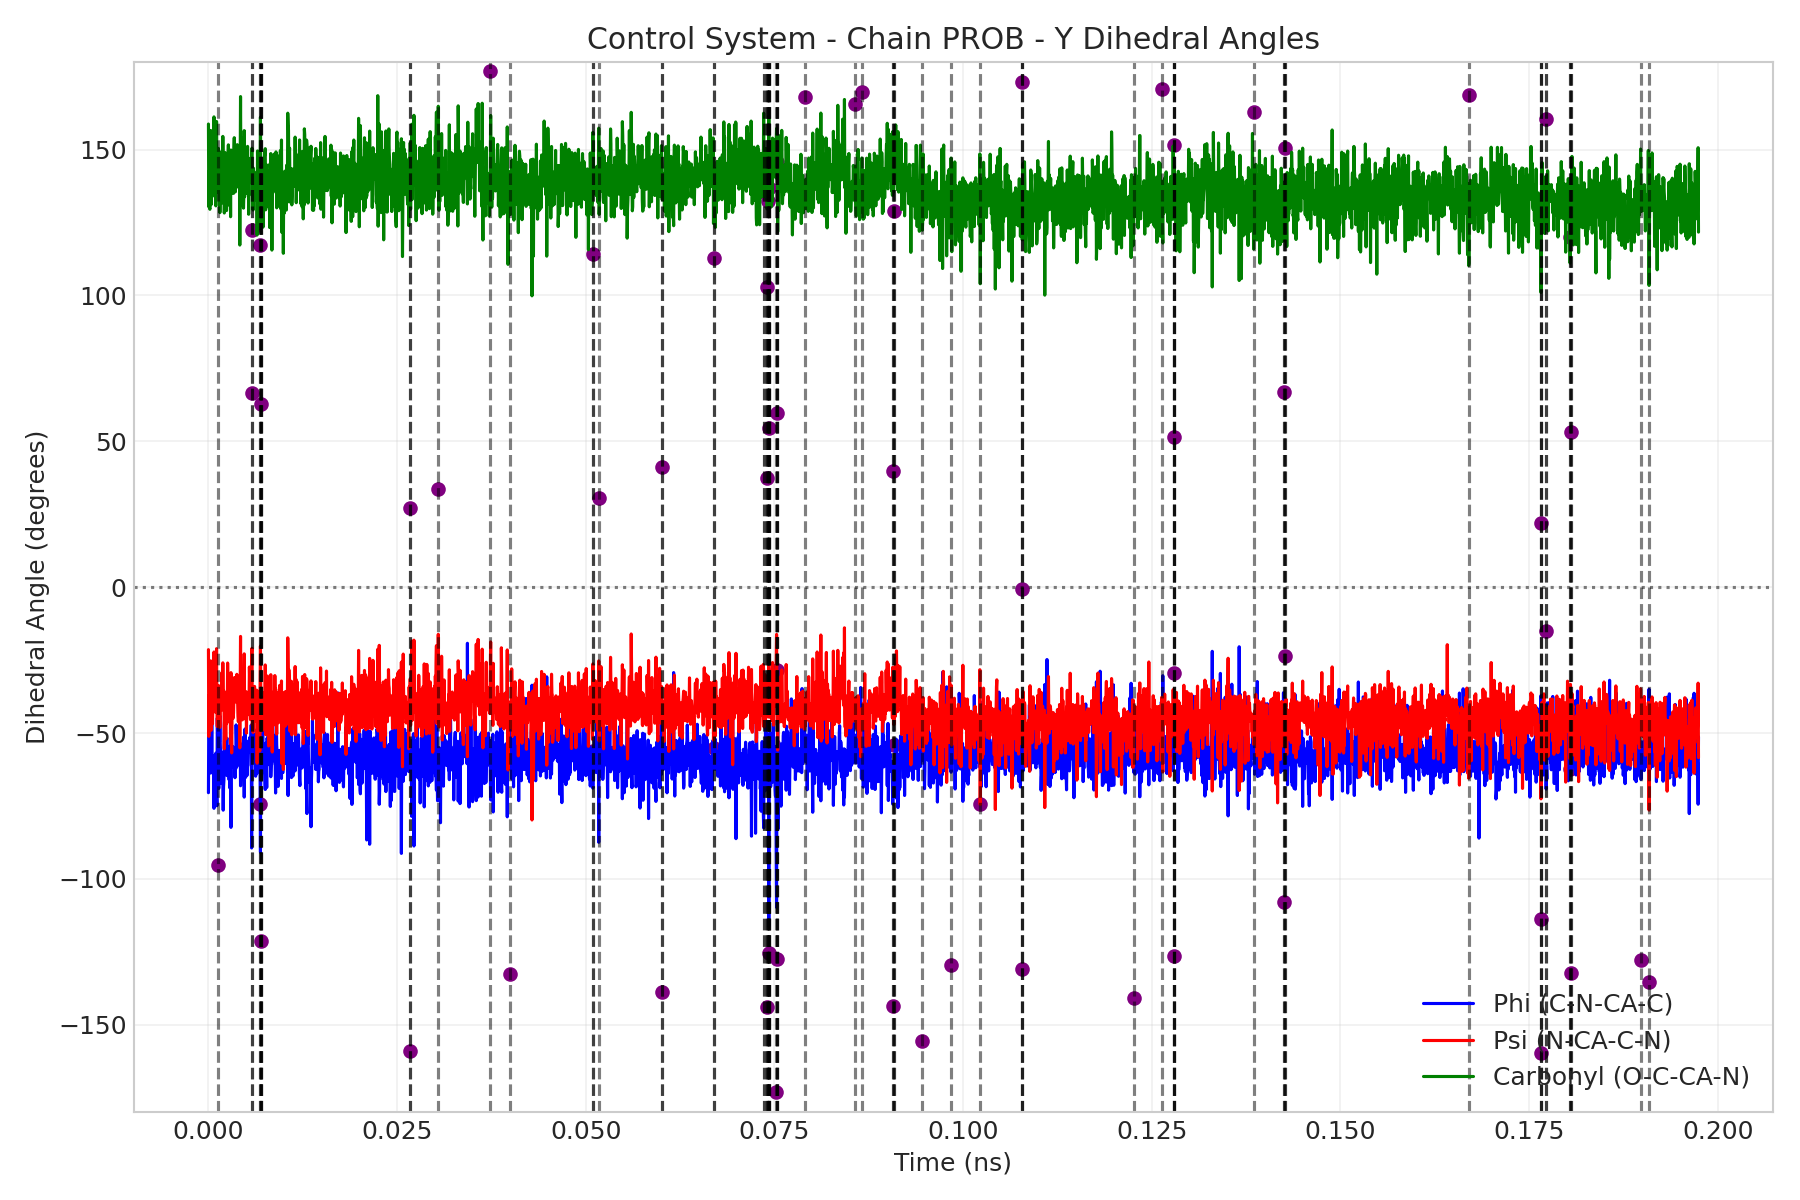 Control System - Chain PROB - Y Dihedral Angles
Dihedral Angle (degrees)
150
100
50
0
−50
−100
−150
Phi (C-N-CA-C)
Psi (N-CA-C-N)
Carbonyl (O-C-CA-N)
0.000 0.025 0.050 0.075 0.100 0.125 0.150 0.175 0.200
Time (ns)